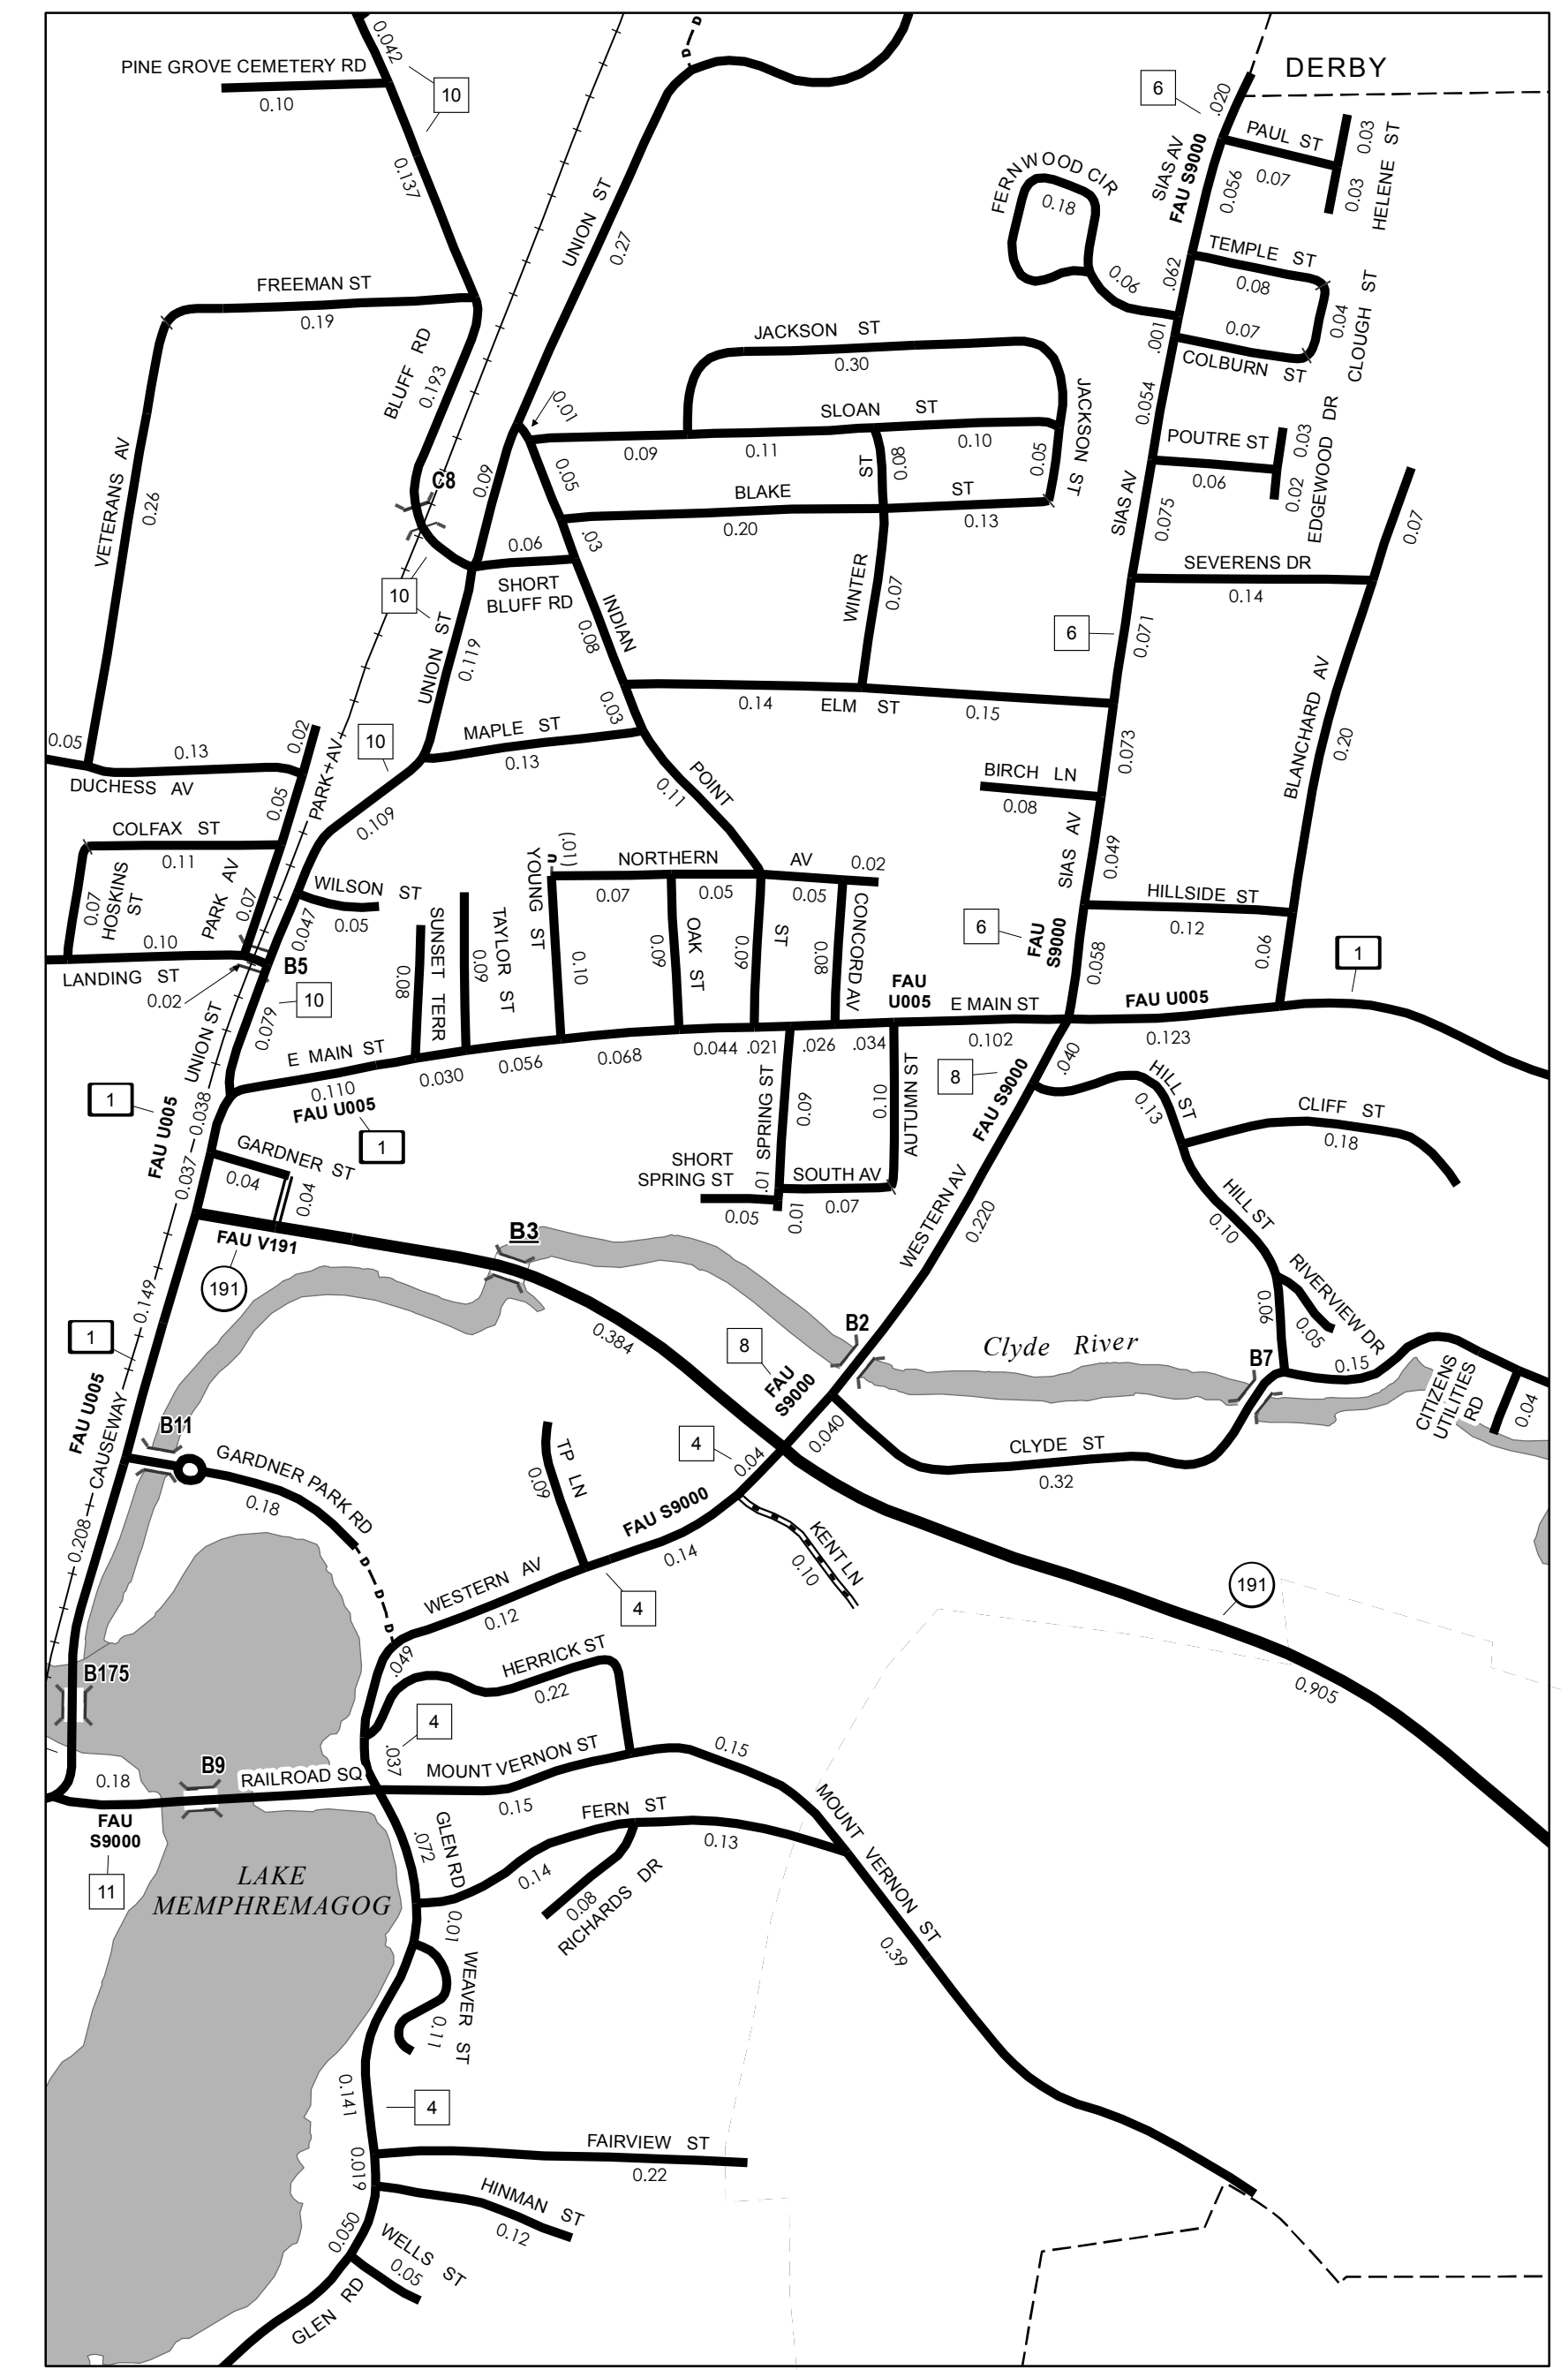 0.042
PINE GROVE CEMETERY RD
0.10
10
0.137
D
D
DERBY
6
.020
SIAS AV
FAU S9000
PAUL ST
0.07
0.03
0.03
HELENE ST
0.056
FERNWOOD CIR
0.18
0.06
.062
TEMPLE ST
0.08
0.04
CLOUGH ST
0.07
COLBURN ST
.001
UNION ST
0.27
FREEMAN ST
0.19
BLUFF RD
0.193
VETERANS AV
0.26
C8
0.09
0.01
JACKSON ST
0.30
SLOAN ST
0.09
0.11
0.10
JACKSON ST
0.05
0.05
ST
0.08
BLAKE ST
0.20
0.13
.03
0.054
POUTRE ST
0.06
0.03
0.02
EDGEWOOD DR
SIAS AV
0.075
0.07
SEVERENS DR
0.14
10
0.06
SHORT
BLUFF RD
INDIAN
0.08
WINTER
0.07
6
0.071
UNION ST
0.119
0.14
ELM ST
0.15
0.03
BLANCHARD AV
0.20
0.05
0.13
DUCHESS AV
0.02
PARK AV
10
MAPLE ST
0.13
0.109
POINT
0.11
0.073
BIRCH LN
0.08
0.05
COLFAX ST
0.11
HOSKINS
ST
0.07
PARK AV
0.07
0.10
LANDING ST
0.02
WILSON ST
0.05
0.047
B5
10
0.079
SUNSET TERR
0.08
TAYLOR ST
0.09
YOUNG ST
(.01)
U
NORTHERN AV
0.02
0.07
0.05
0.05
0.10
OAK ST
0.09
0.09
ST
0.08
CONCORD AV
SIAS AV
0.049
HILLSIDE ST
0.12
0.06
6
FAU
S9000
0.058
1
FAU
U005
E MAIN ST
0.102
FAU U005
0.123
E MAIN ST
0.110
FAU U005
1
0.030
0.056
0.068
0.044
.021
.026
.034
UNION ST
0.038
1
FAU U005
0.037
GARDNER ST
0.04
0.04
SPRING ST
0.09
0.10
AUTUMN ST
SHORT
SPRING ST
0.05
.01
0.01
SOUTH AV
0.07
8
FAU S9000
.040
HILL ST
0.13
CLIFF ST
0.18
WESTERN AV
0.220
HILL ST
0.10
RIVERVIEW DR
0.05
0.06
FAU V191
191
B3
0.384
0.149
1
FAU U005
CAUSEWAY
8
FAU
S9000
B2
Clyde River
B7
0.15
CITIZENS
UTILITIES
RD
0.04
B11
GARDNER PARK RD
0.18
D
D
D
TP LN
0.09
4
0.04
0.040
CLYDE ST
0.32
FAU S9000
0.14
KENT LN
0.10
4
191
0.905
0.208
WESTERN AV
0.12
.049
HERRICK ST
0.22
B175
4
.037
MOUNT VERNON ST
0.15
0.15
0.18
B9
RAILROAD SQ
FAU
S9000
11
LAKE
MEMPHREMAGOG
GLEN RD
.072
FERN ST
0.14
0.13
RICHARDS DR
0.08
MOUNT VERNON ST
0.39
0.01
WEAVER ST
0.11
0.141
4
FAIRVIEW ST
0.22
0.019
HINMAN ST
0.12
0.050
WELLS ST
0.05
GLEN RD